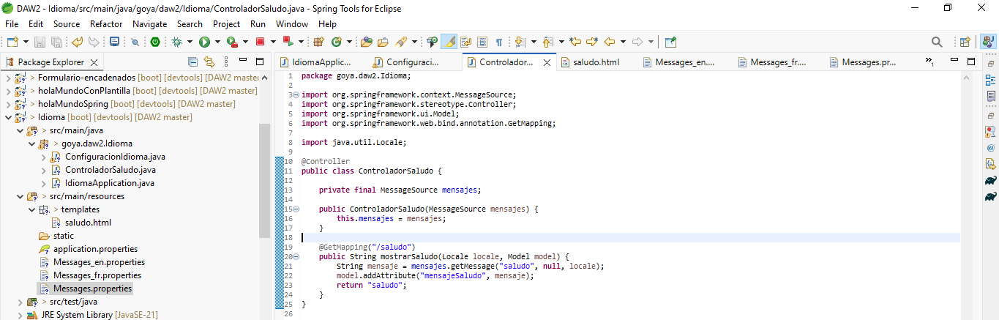 DAW2 - Idioma/src/main/java/goya/daw2/Idioma/ControladorSaludo.java - Spring Tools for Eclipse
File Edit Source Refactor Navigate Search Project Run Window Help
Package Explorer
> Formulario-encadenados [boot] [devtools] [DAW2 master]
> holaMundoConPlantilla [boot] [devtools] [DAW2 master]
> holaMundoSpring [boot] [devtools] [DAW2 master]
> Idioma [boot] [devtools] [DAW2 master]
> src/main/java
> goya.daw2.Idioma
ConfiguracionIdioma.java
ControladorSaludo.java
IdiomaApplication.java
> src/main/resources
> templates
saludo.html
static
application.properties
Messages_en.properties
Messages_fr.properties
Messages.properties
> src/test/java
JRE System Library [JavaSE-21]
IdiomaApplic... Configuraci... Controlador... saludo.html Messages_en.... Messages_fr.... Messages.pr... »1
1 package goya.daw2.Idioma;
2
3 import org.springframework.context.MessageSource;
4 import org.springframework.stereotype.Controller;
5 import org.springframework.ui.Model;
6 import org.springframework.web.bind.annotation.GetMapping;
7
8 import java.util.Locale;
9
10 @Controller
11 public class ControladorSaludo {
12
13 private final MessageSource mensajes;
14
15 public ControladorSaludo(MessageSource mensajes) {
16 this.mensajes = mensajes;
17 }
18
19 @GetMapping("/saludo")
20 public String mostrarSaludo(Locale locale, Model model) {
21 String mensaje = mensajes.getMessage("saludo", null, locale);
22 model.addAttribute("mensajeSaludo", mensaje);
23 return "saludo";
24 }
25 }
26